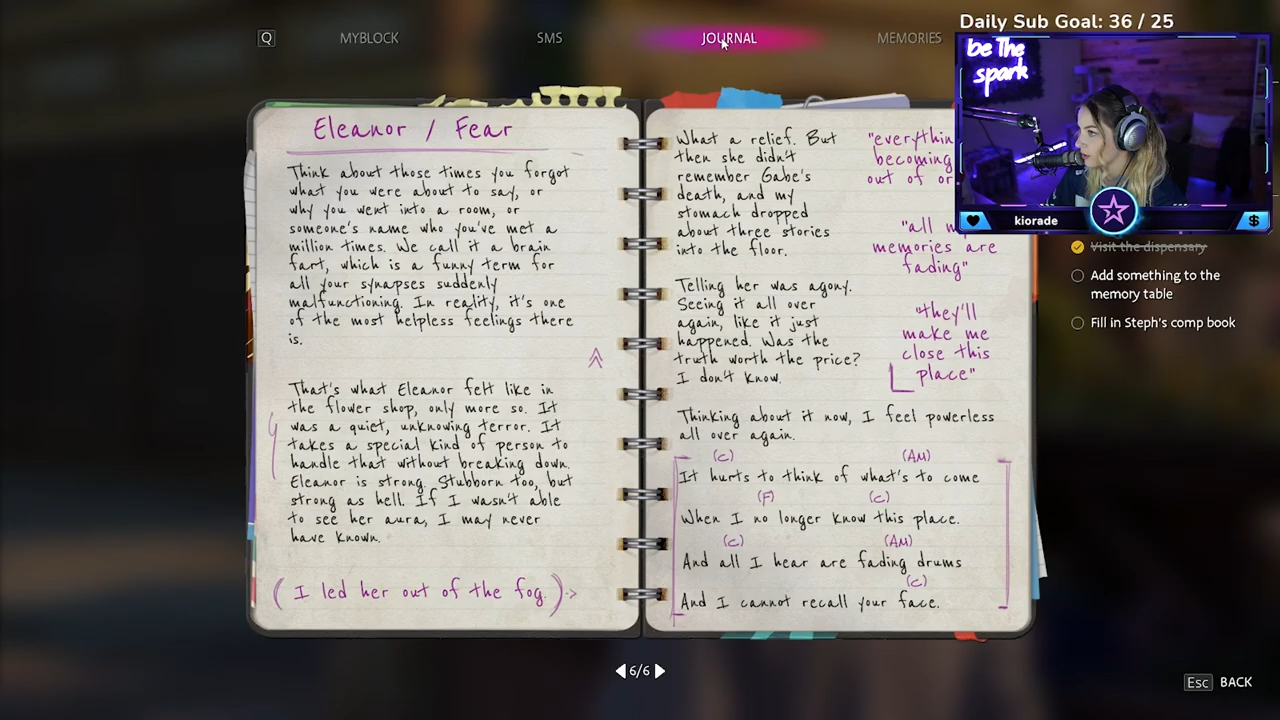 Daily Sub Goal: 36 / 25
Q
MYBLOCK
SMS
JOURNAL
MEMORIES
be the
spark
kiorade
$
Visit the dispensary
Add something to the
memory table
Fill in Steph's comp book
Eleanor / Fear
Think about those times you forgot
what you were about to say, or
why you went into a room, or
someone's name who you've met a
million times. We call it a brain
fart, which is a funny term for
all your synapses suddenly
malfunctioning. In reality, it's one
of the most helpless feelings there
is.
That's what Eleanor felt like in
the flower shop, only more so. It
was a quiet, unknowing terror. It
takes a special kind of person to
handle that without breaking down.
Eleanor is strong. Stubborn too, but
strong as hell. If I wasn't able
to see her aura, I may never
have known.
(I led her out of the fog.)->
What a relief. But
then she didn't
remember Gabe's
death, and my
stomach dropped
about three stories
into the floor.
Telling her was agony.
Seeing it all over
again, like it just
happened. Was the
truth worth the price?
I don't know.
"everythin
becoming
out of or
"all m
memories are
fading"
"they'll
make me
close this
place"
Thinking about it now, I feel powerless
all over again.
(C) (AM)
It hurts to think of what's to come
(F) (C)
When I no longer know this place.
(C) (AM)
And all I hear are fading drums
(C)
And I cannot recall your face.
6/6
Esc BACK